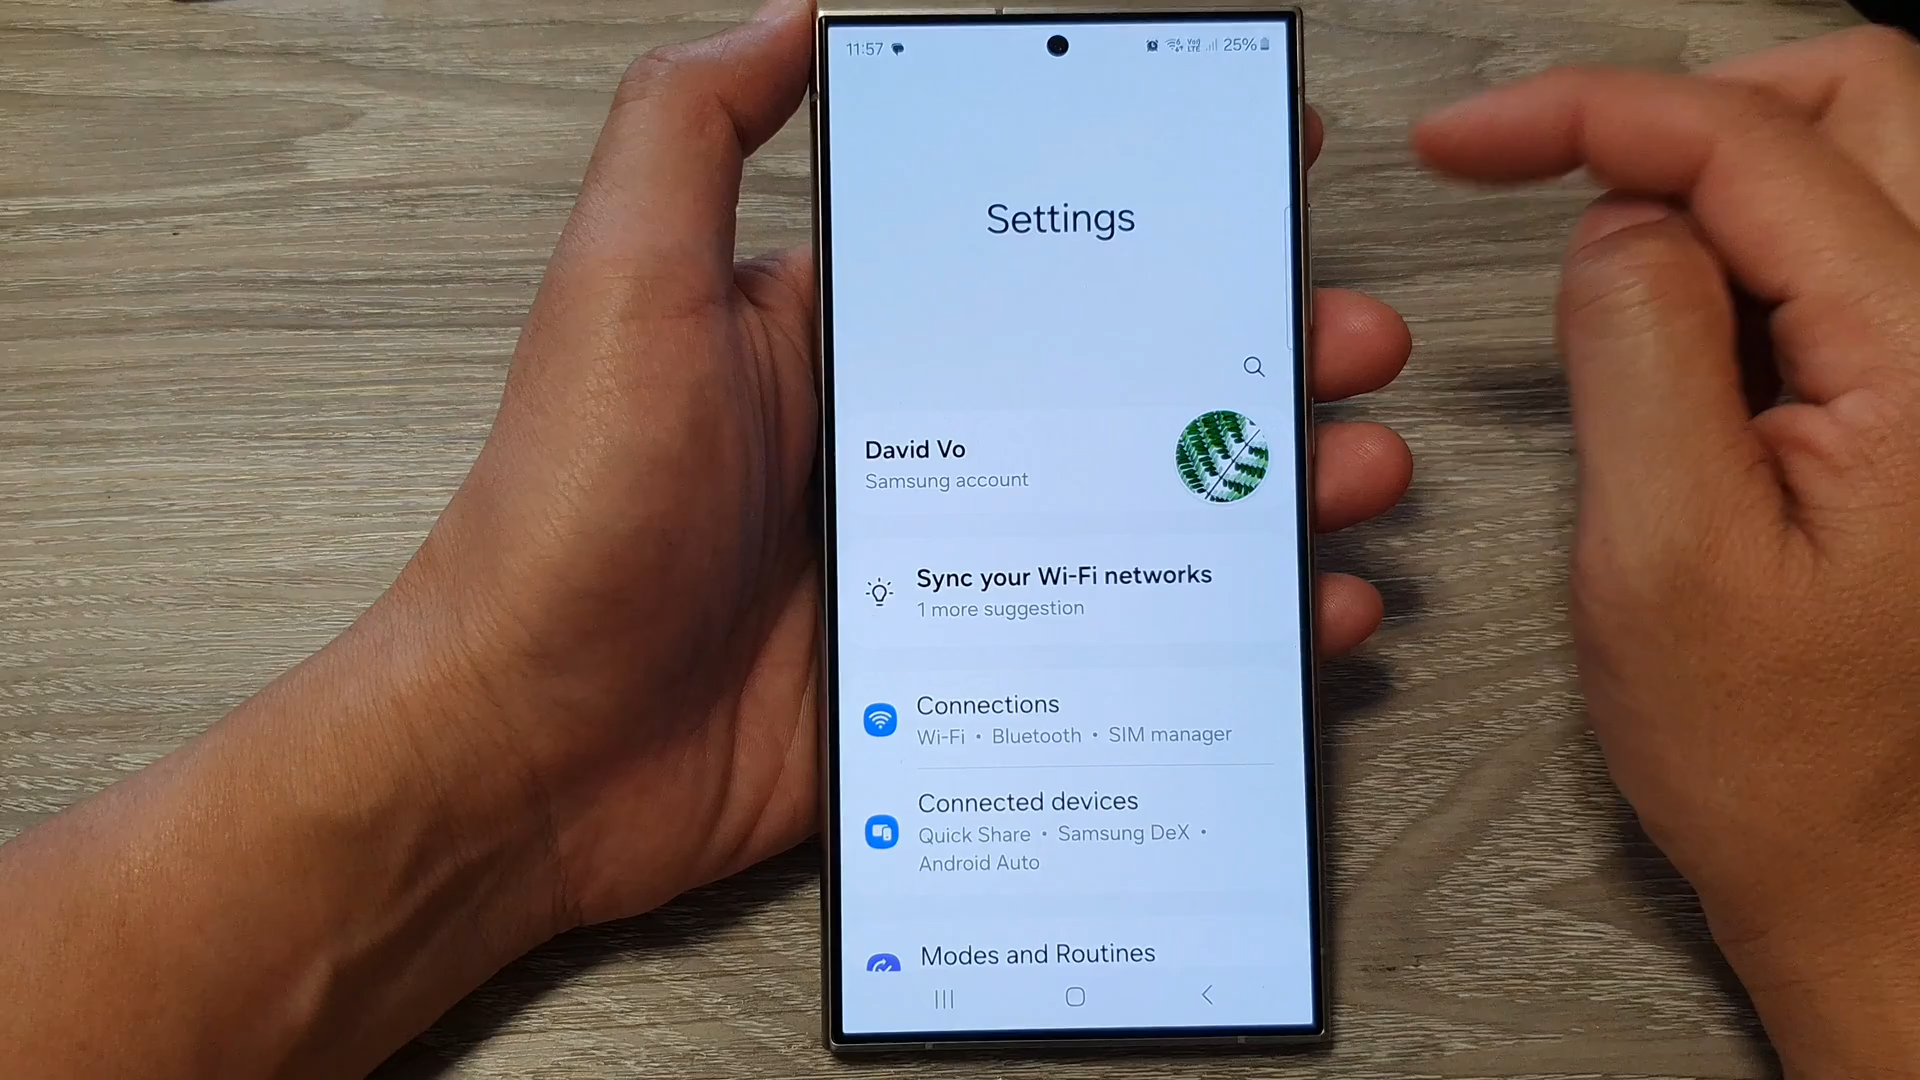 11:57 25%
Settings
David Vo
Samsung account
Sync your Wi-Fi networks
1 more suggestion
Connections
Wi-Fi • Bluetooth • SIM manager
Connected devices
Quick Share • Samsung DeX •
Android Auto
Modes and Routines